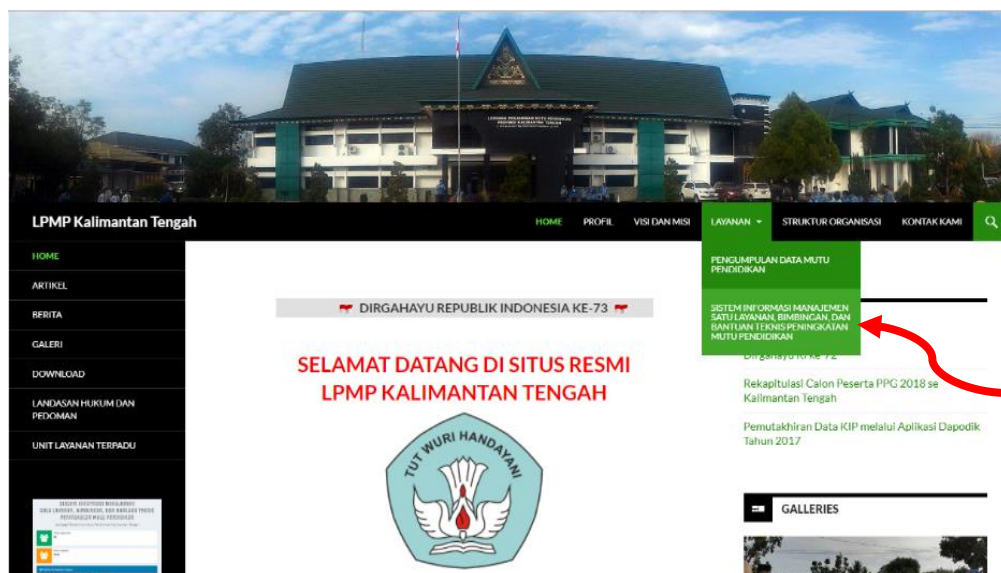 LPMP Kalimantan Tengah
HOME
PROFIL
VISI DAN MISI
LAYANAN
STRUKTUR ORGANISASI
KONTAK KAMI
PENGUMPULAN DATA MUTU
PENDIDIKAN
SISTEM INFORMASI MANAJEMEN
SATU LAYANAN, BIMBINGAN, DAN
BANTUAN TEKNIS PENINGKATAN
MUTU PENDIDIKAN
HOME
ARTIKEL
BERITA
GALERI
DOWNLOAD
LANDASAN HUKUM DAN
PEDOMAN
UNIT LAYANAN TERPADU
DIRGAHAYU REPUBLIK INDONESIA KE-73
SELAMAT DATANG DI SITUS RESMI
LPMP KALIMANTAN TENGAH
TUT WURI HANDAYANI
Dirgahayu RI Ke-72
Rekapitulasi Calon Peserta PPG 2018 se
Kalimantan Tengah
Pemutakhiran Data KIP melalui Aplikasi Dapodik
Tahun 2017
GALLERIES